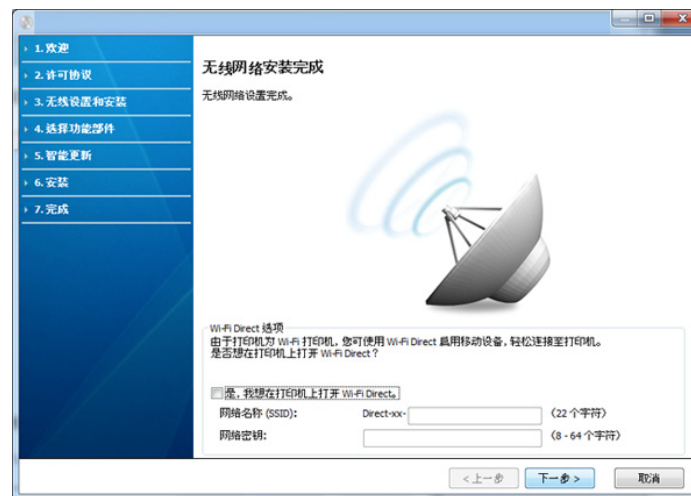 1.欢迎
2.许可协议
3.无线设置和安装
4.选择功能部件
5.智能更新
6.安装
7.完成
无线网络安装完成
无线网络设置完成。
Wi-Fi Direct 选项
由于打印机为 Wi-Fi 打印机，您可使用 Wi-Fi Direct 启用移动设备，轻松连接至打印机。
是否想在打印机上打开 Wi-Fi Direct？
是，我想在打印机上打开 Wi-Fi Direct。
网络名称 (SSID): Direct-xx- (22 个字符)
网络密钥: (8 - 64 个字符)
<上一步 下一步> 取消